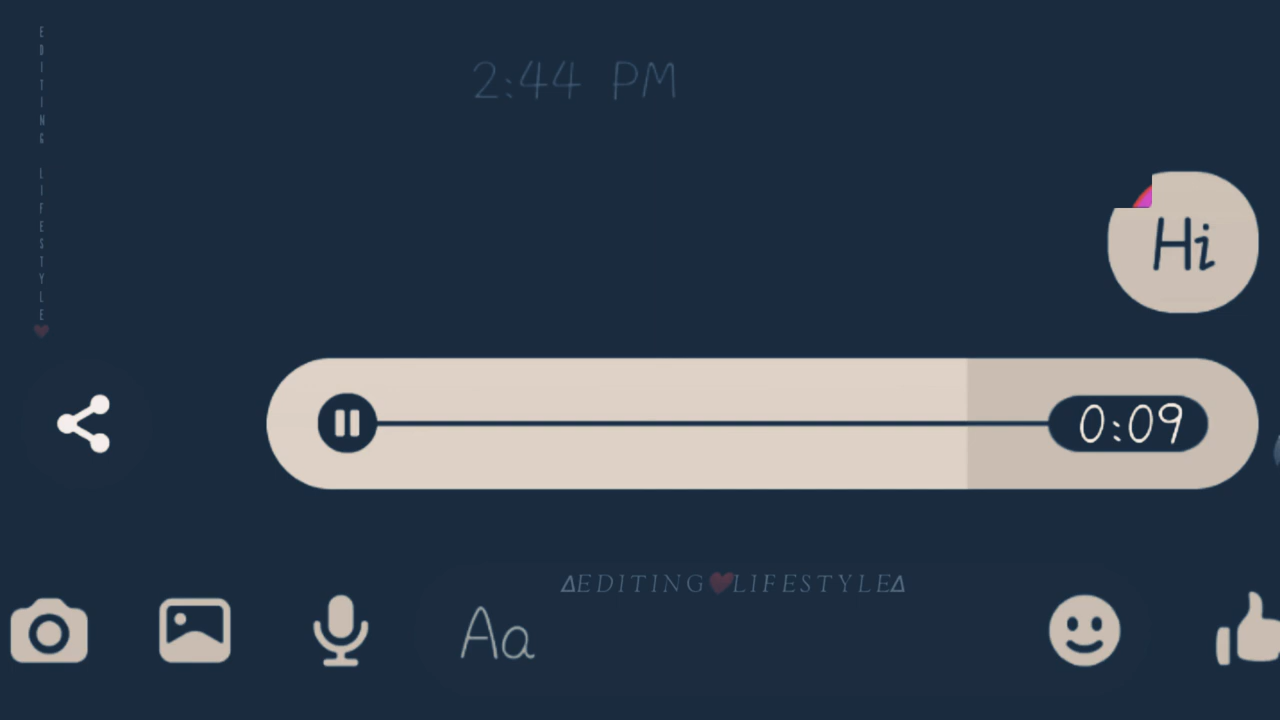 EDITING LIFESTYLE
2:44 PM
Hi
0:09
ΔEDITING❤LIFESTYLEΔ
Aa